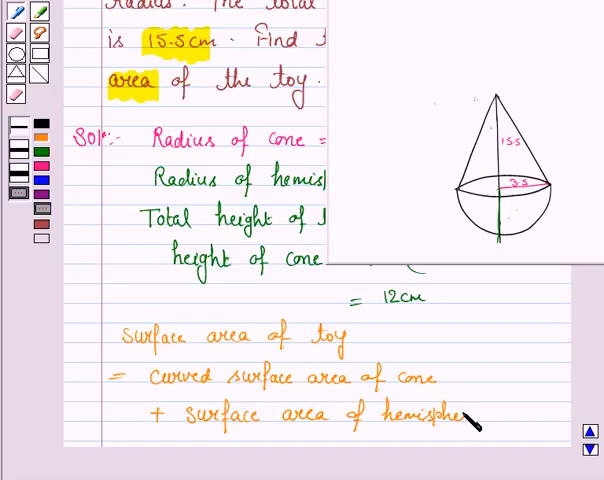 Radius. The total
is 15.5cm. Find
area of the toy.
Solⁿ:- Radius of cone =
Radius of hemisp
Total height of
height of cone
= 12cm
Surface area of toy
= Curved surface area of cone
+ Surface area of hemisphe
15.5
3.5